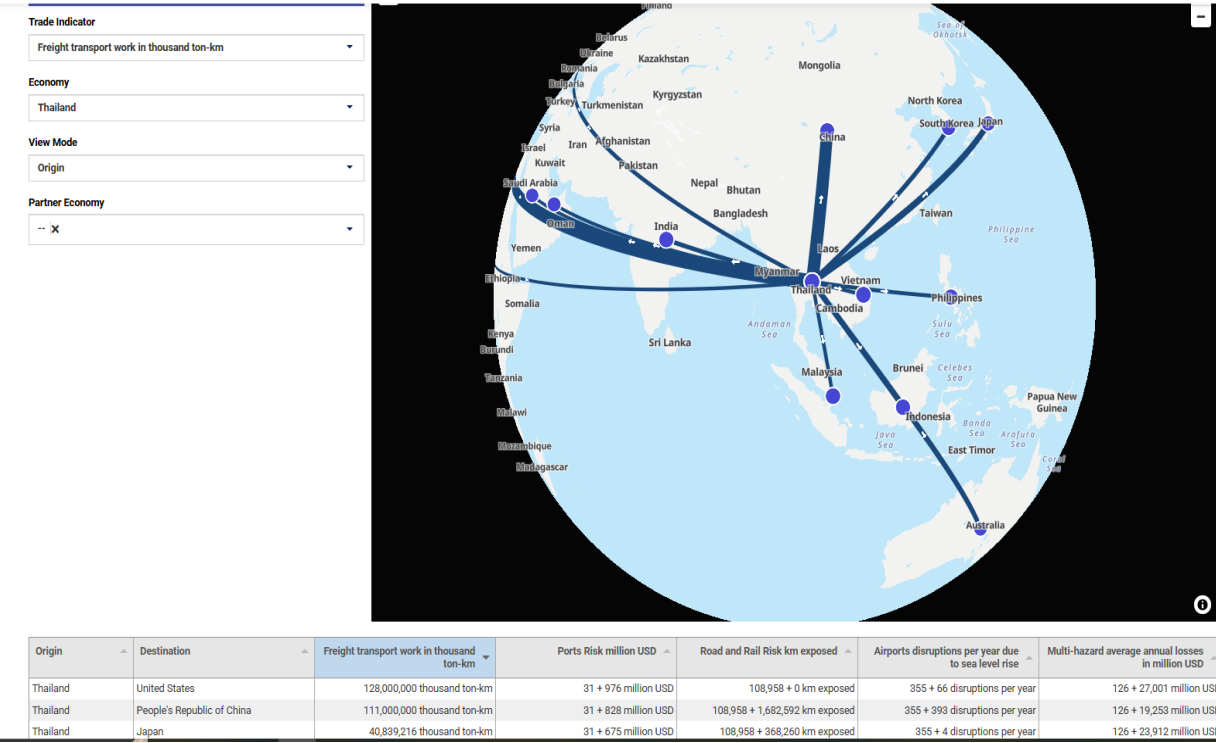 Trade Indicator
Freight transport work in thousand ton-km
Economy
Thailand
View Mode
Origin
Partner Economy
-- x
Finland
Sea of
Okhotsk
Belarus
Ukraine
Kazakhstan
Mongolia
Romania
Bulgaria
Kyrgyzstan
Turkey
Turkmenistan
North Korea
South Korea
Japan
Syria
China
Israel
Iran
Afghanistan
Kuwait
Pakistan
Nepal
Saudi Arabia
Bhutan
Bangladesh
Taiwan
Oman
India
Philippine
Sea
Yemen
Laos
Myanmar
Ethiopia
Vietnam
Thailand
Philippines
Somalia
Cambodia
Andaman
Sea
Sulu
Sea
Kenya
Sri Lanka
Burundi
Brunei
Celebes
Sea
Malaysia
Tanzania
Papua New
Guinea
Malawi
Indonesia
Banda
Sea
Java
Sea
Arafura
Sea
Mozambique
East Timor
Coral
Sea
Madagascar
Australia
Origin Destination Freight transport work in thousand ton-km Ports Risk million USD Road and Rail Risk km exposed Airports disruptions per year due to sea level rise Multi-hazard average annual losses in million USD
Thailand United States 128,000,000 thousand ton-km 31 + 976 million USD 108,958 + 0 km exposed 355 + 66 disruptions per year 126 + 27,001 million USD
Thailand People's Republic of China 111,000,000 thousand ton-km 31 + 828 million USD 108,958 + 1,682,592 km exposed 355 + 393 disruptions per year 126 + 19,253 million USD
Thailand Japan 40,839,216 thousand ton-km 31 + 675 million USD 108,958 + 368,260 km exposed 355 + 4 disruptions per year 126 + 23,912 million USD